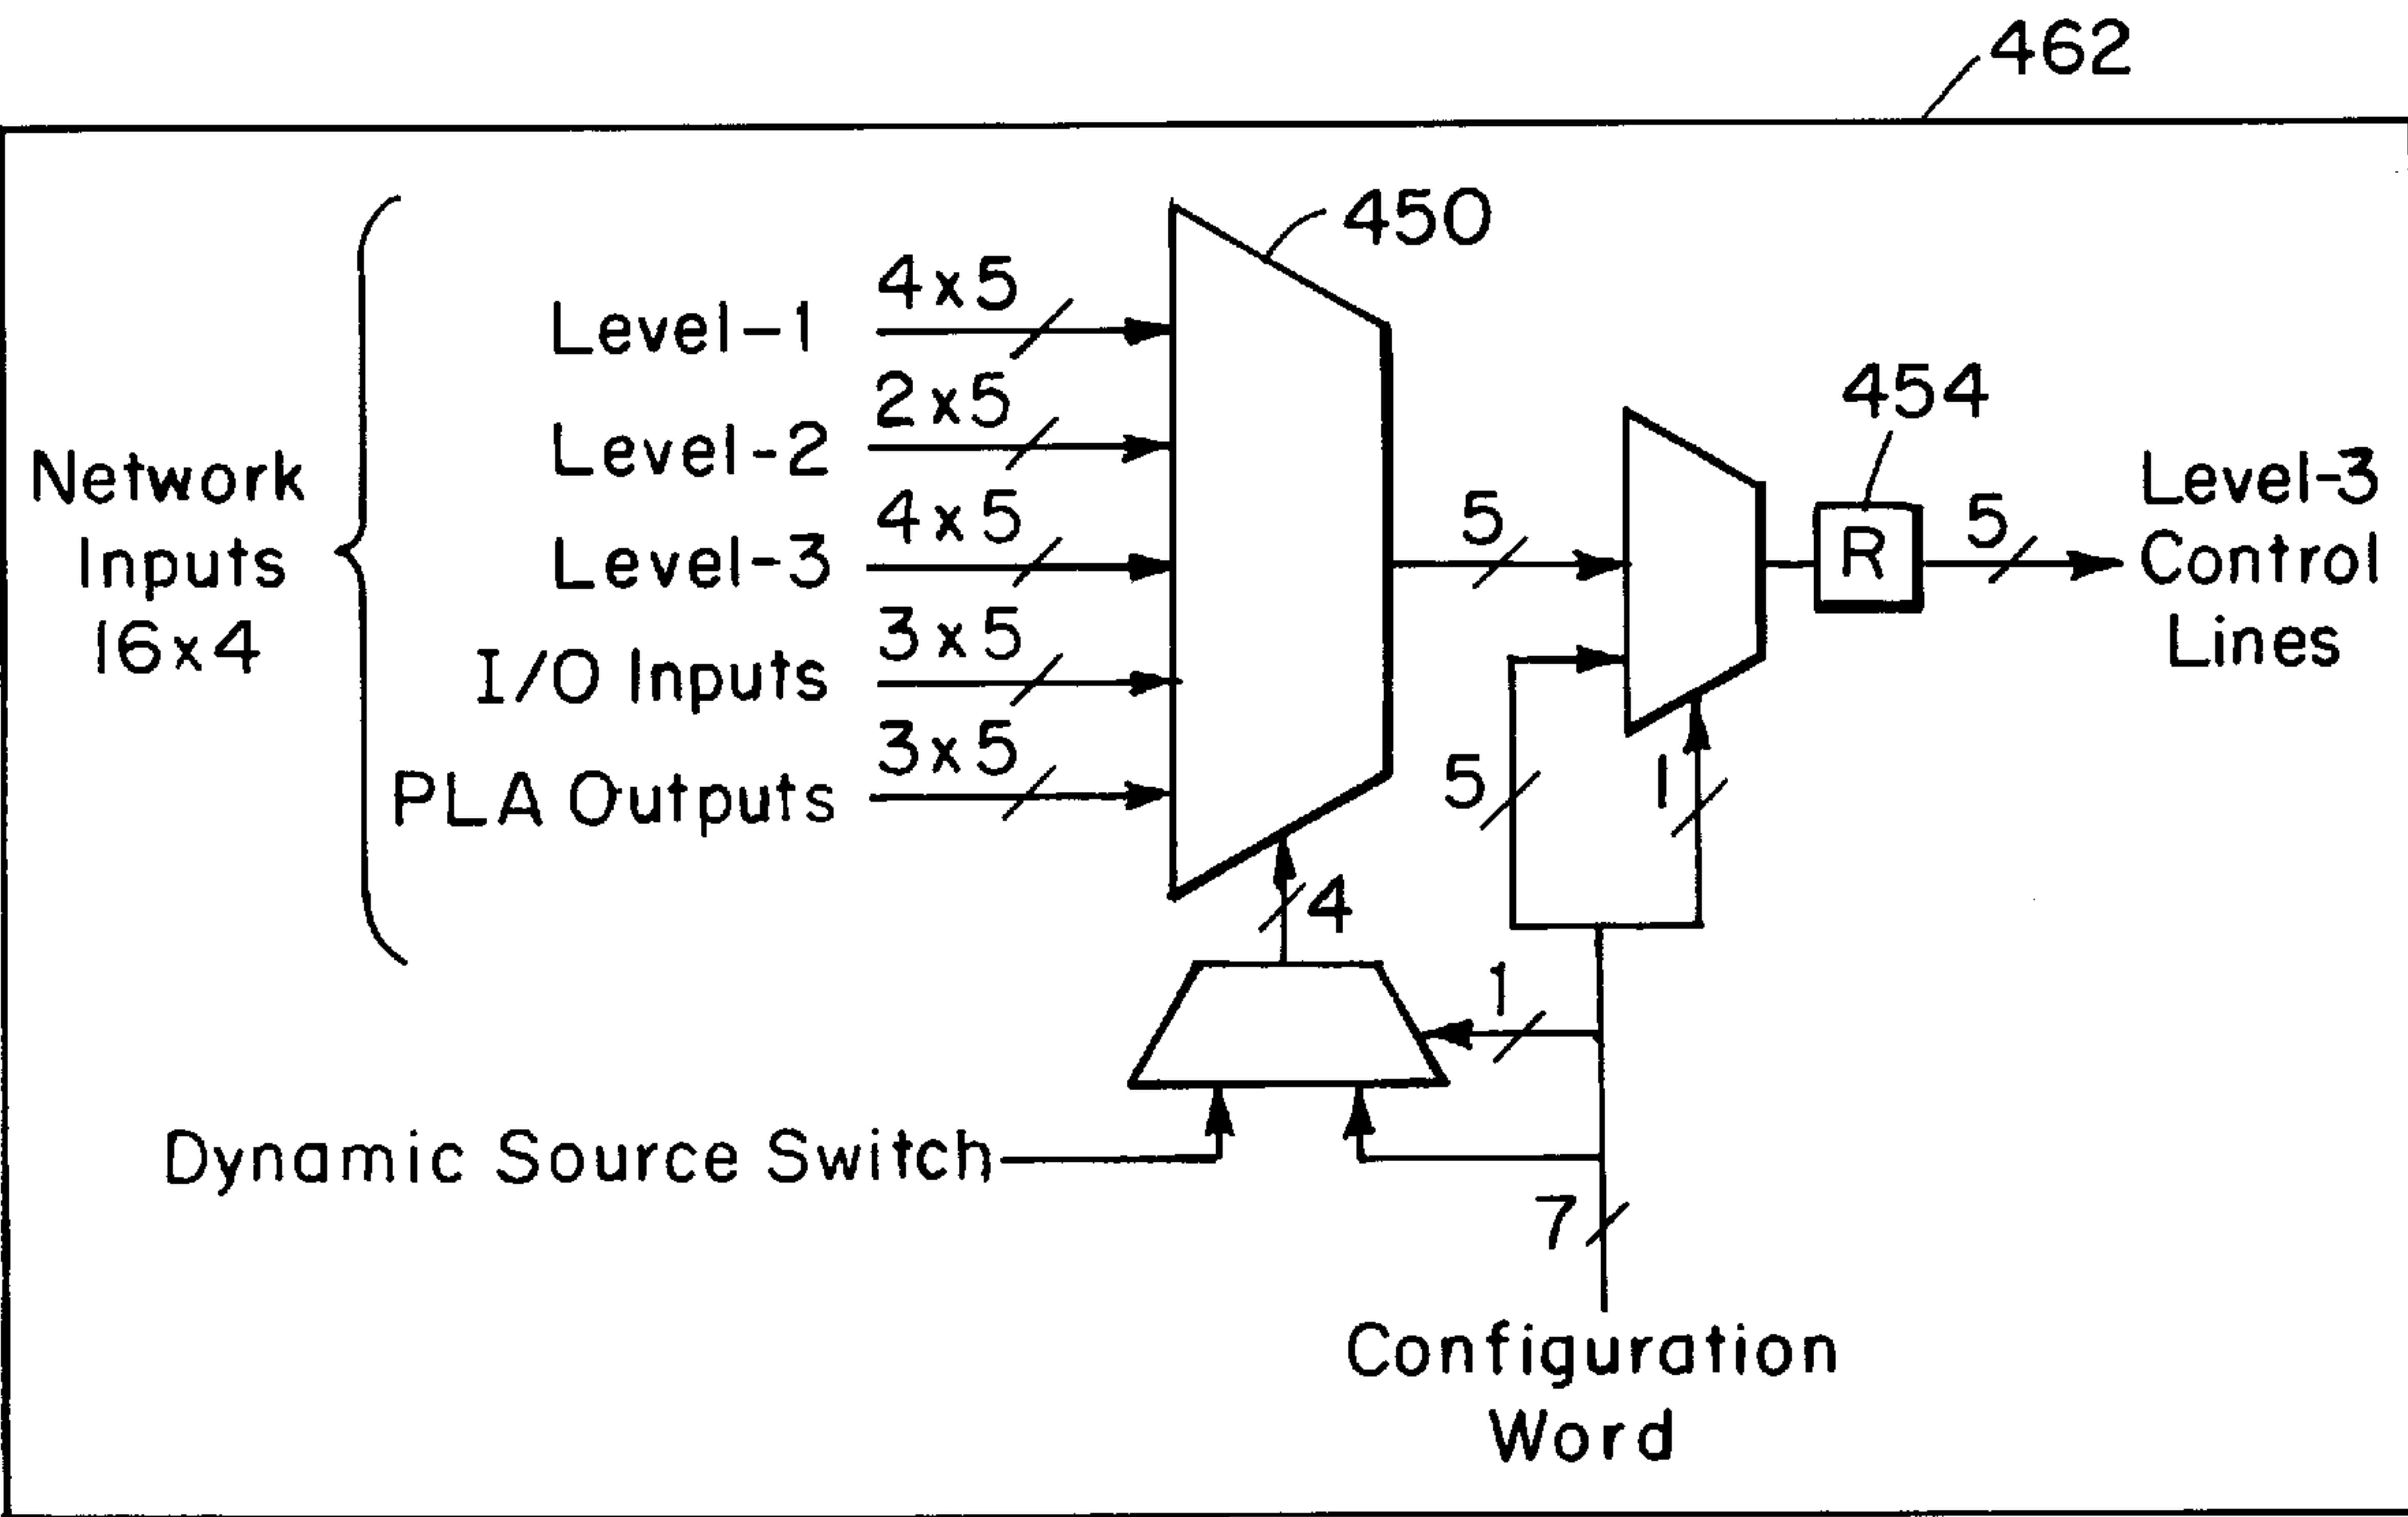 462
450
4x5
Level-1
2x5
Level-2
4x5
Level-3
3x5
I/O Inputs
3x5
PLA Outputs
Network
Inputs
16x4
5
454
R
5
Level-3
Control
Lines
5
1
4
1
Dynamic Source Switch
7
Configuration
Word